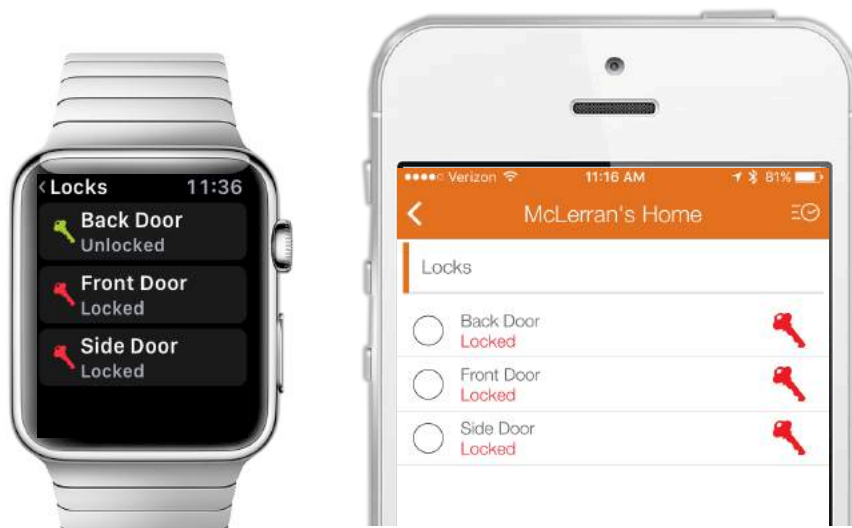 Locks 11:36
Back Door
Unlocked
Front Door
Locked
Side Door
Locked
Verizon 11:16 AM 81%
McLerran's Home
Locks
Back Door
Locked
Front Door
Locked
Side Door
Locked